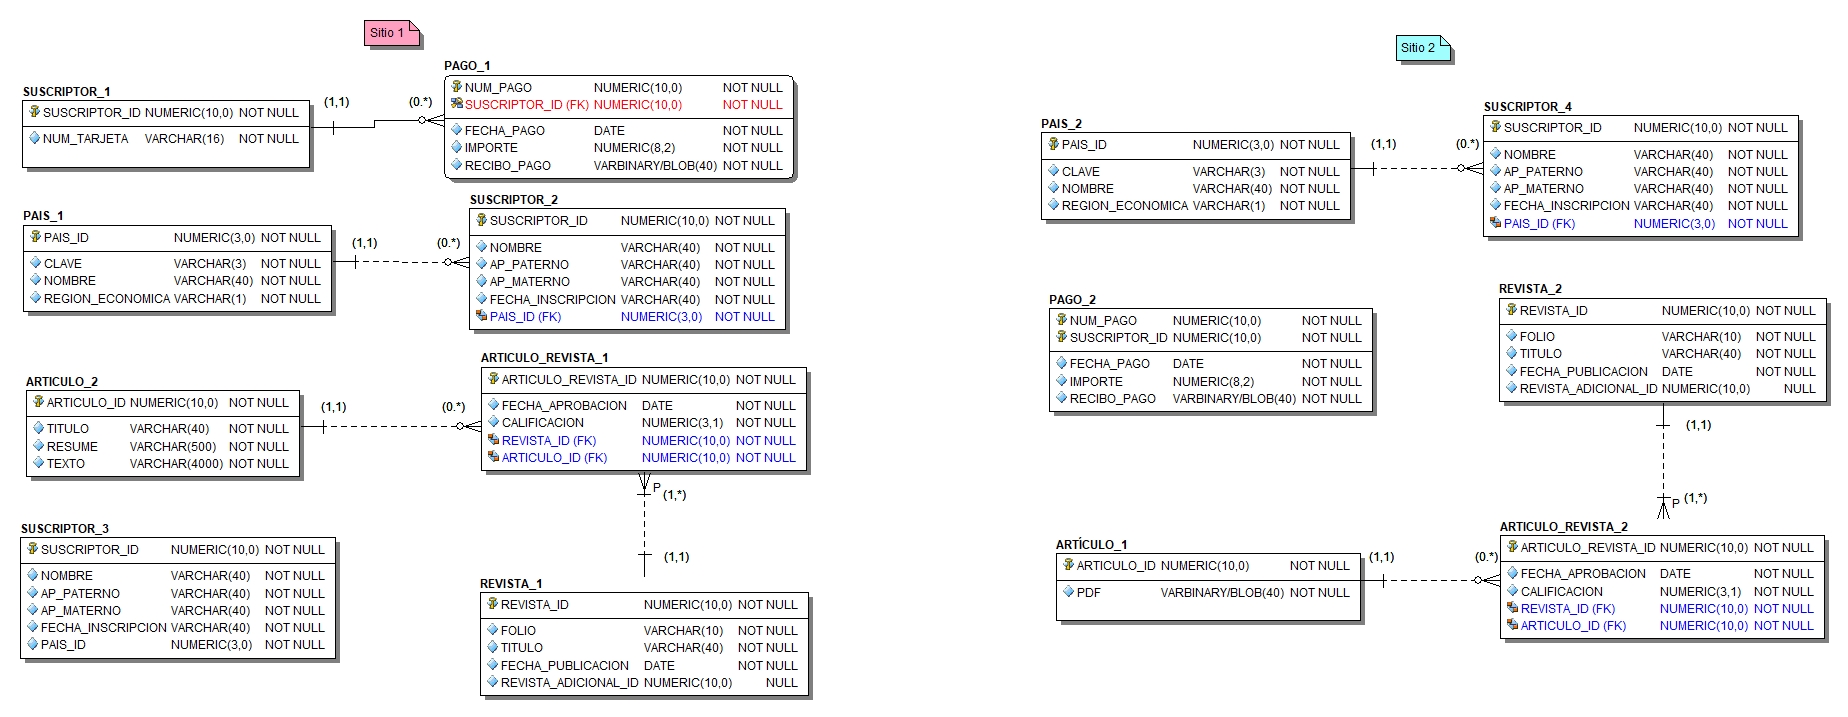 Sitio 1
SUSCRIPTOR_1
SUSCRIPTOR_ID NUMERIC(10,0) NOT NULL
NUM_TARJETA VARCHAR(16) NOT NULL
(1,1)
(0.*)
PAGO_1
NUM_PAGO NUMERIC(10,0) NOT NULL
SUSCRIPTOR_ID (FK) NUMERIC(10,0) NOT NULL
FECHA_PAGO DATE NOT NULL
IMPORTE NUMERIC(8,2) NOT NULL
RECIBO_PAGO VARBINARY/BLOB(40) NOT NULL
PAIS_1
PAIS_ID NUMERIC(3,0) NOT NULL
CLAVE VARCHAR(3) NOT NULL
NOMBRE VARCHAR(40) NOT NULL
REGION_ECONOMICA VARCHAR(1) NOT NULL
(1,1)
(0.*)
SUSCRIPTOR_2
SUSCRIPTOR_ID NUMERIC(10,0) NOT NULL
NOMBRE VARCHAR(40) NOT NULL
AP_PATERNO VARCHAR(40) NOT NULL
AP_MATERNO VARCHAR(40) NOT NULL
FECHA_INSCRIPCION VARCHAR(40) NOT NULL
PAIS_ID (FK) NUMERIC(3,0) NOT NULL
ARTICULO_2
ARTICULO_ID NUMERIC(10,0) NOT NULL
TITULO VARCHAR(40) NOT NULL
RESUME VARCHAR(500) NOT NULL
TEXTO VARCHAR(4000) NOT NULL
(1,1)
(0.*)
ARTICULO_REVISTA_1
ARTICULO_REVISTA_ID NUMERIC(10,0) NOT NULL
FECHA_APROBACION DATE NOT NULL
CALIFICACION NUMERIC(3,1) NOT NULL
REVISTA_ID (FK) NUMERIC(10,0) NOT NULL
ARTICULO_ID (FK) NUMERIC(10,0) NOT NULL
P (1,*)
(1,1)
SUSCRIPTOR_3
SUSCRIPTOR_ID NUMERIC(10,0) NOT NULL
NOMBRE VARCHAR(40) NOT NULL
AP_PATERNO VARCHAR(40) NOT NULL
AP_MATERNO VARCHAR(40) NOT NULL
FECHA_INSCRIPCION VARCHAR(40) NOT NULL
PAIS_ID NUMERIC(3,0) NOT NULL
REVISTA_1
REVISTA_ID NUMERIC(10,0) NOT NULL
FOLIO VARCHAR(10) NOT NULL
TITULO VARCHAR(40) NOT NULL
FECHA_PUBLICACION DATE NOT NULL
REVISTA_ADICIONAL_ID NUMERIC(10,0) NULL
Sitio 2
PAIS_2
PAIS_ID NUMERIC(3,0) NOT NULL
CLAVE VARCHAR(3) NOT NULL
NOMBRE VARCHAR(40) NOT NULL
REGION_ECONOMICA VARCHAR(1) NOT NULL
(1,1)
(0.*)
SUSCRIPTOR_4
SUSCRIPTOR_ID NUMERIC(10,0) NOT NULL
NOMBRE VARCHAR(40) NOT NULL
AP_PATERNO VARCHAR(40) NOT NULL
AP_MATERNO VARCHAR(40) NOT NULL
FECHA_INSCRIPCION VARCHAR(40) NOT NULL
PAIS_ID (FK) NUMERIC(3,0) NOT NULL
PAGO_2
NUM_PAGO NUMERIC(10,0) NOT NULL
SUSCRIPTOR_ID NUMERIC(10,0) NOT NULL
FECHA_PAGO DATE NOT NULL
IMPORTE NUMERIC(8,2) NOT NULL
RECIBO_PAGO VARBINARY/BLOB(40) NOT NULL
REVISTA_2
REVISTA_ID NUMERIC(10,0) NOT NULL
FOLIO VARCHAR(10) NOT NULL
TITULO VARCHAR(40) NOT NULL
FECHA_PUBLICACION DATE NOT NULL
REVISTA_ADICIONAL_ID NUMERIC(10,0) NULL
(1,1)
P (1,*)
ARTÍCULO_1
ARTICULO_ID NUMERIC(10,0) NOT NULL
PDF VARBINARY/BLOB(40) NOT NULL
(1,1)
(0.*)
ARTICULO_REVISTA_2
ARTICULO_REVISTA_ID NUMERIC(10,0) NOT NULL
FECHA_APROBACION DATE NOT NULL
CALIFICACION NUMERIC(3,1) NOT NULL
REVISTA_ID (FK) NUMERIC(10,0) NOT NULL
ARTICULO_ID (FK) NUMERIC(10,0) NOT NULL